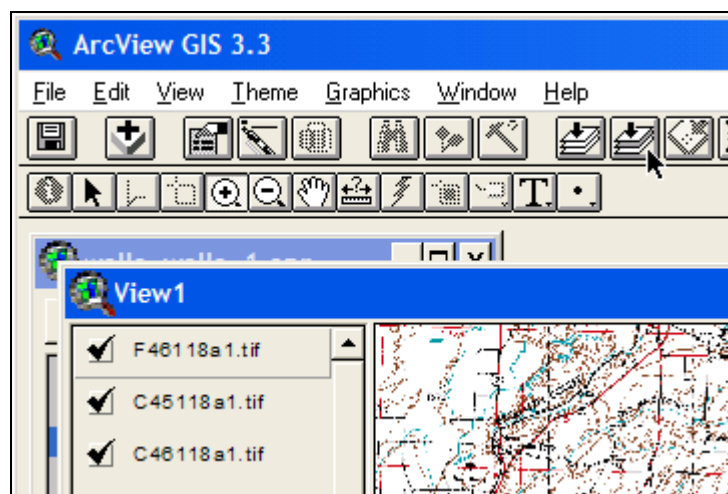 ArcView GIS 3.3
File Edit View Theme Graphics Window Help
T
View1
F46118a1.tif
C45118a1.tif
C46118a1.tif